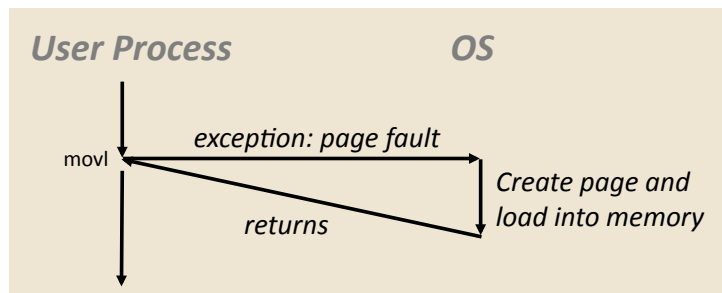 User Process
OS
exception: page fault
movl
Create page and
load into memory
returns